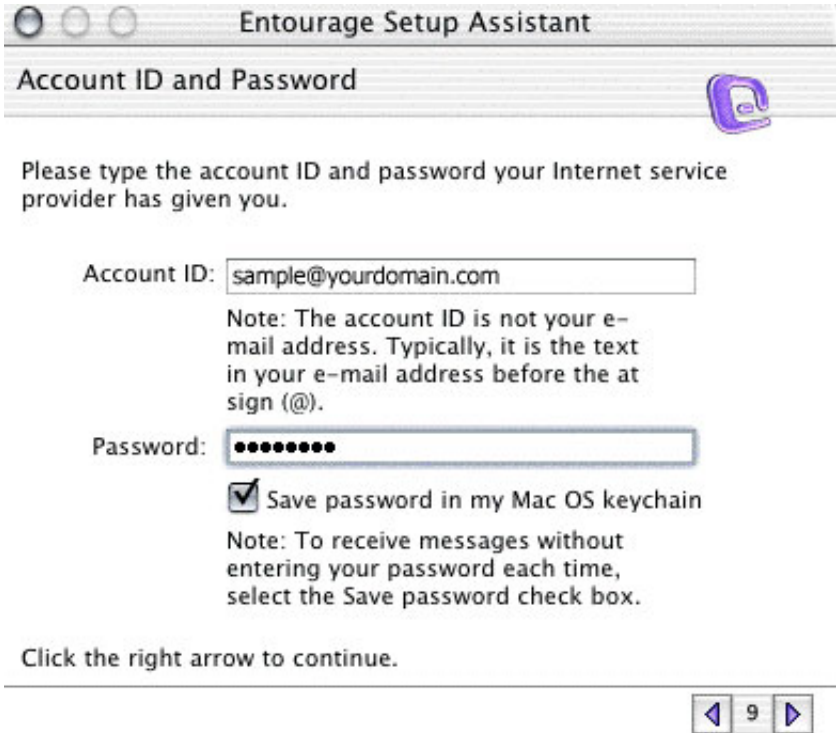 Entourage Setup Assistant
Account ID and Password
Please type the account ID and password your Internet service
provider has given you.
Account ID: sample@yourdomain.com
Note: The account ID is not your e-
mail address. Typically, it is the text
in your e-mail address before the at
sign (@).
Password: ••••••••
Save password in my Mac OS keychain
Note: To receive messages without
entering your password each time,
select the Save password check box.
Click the right arrow to continue.
9